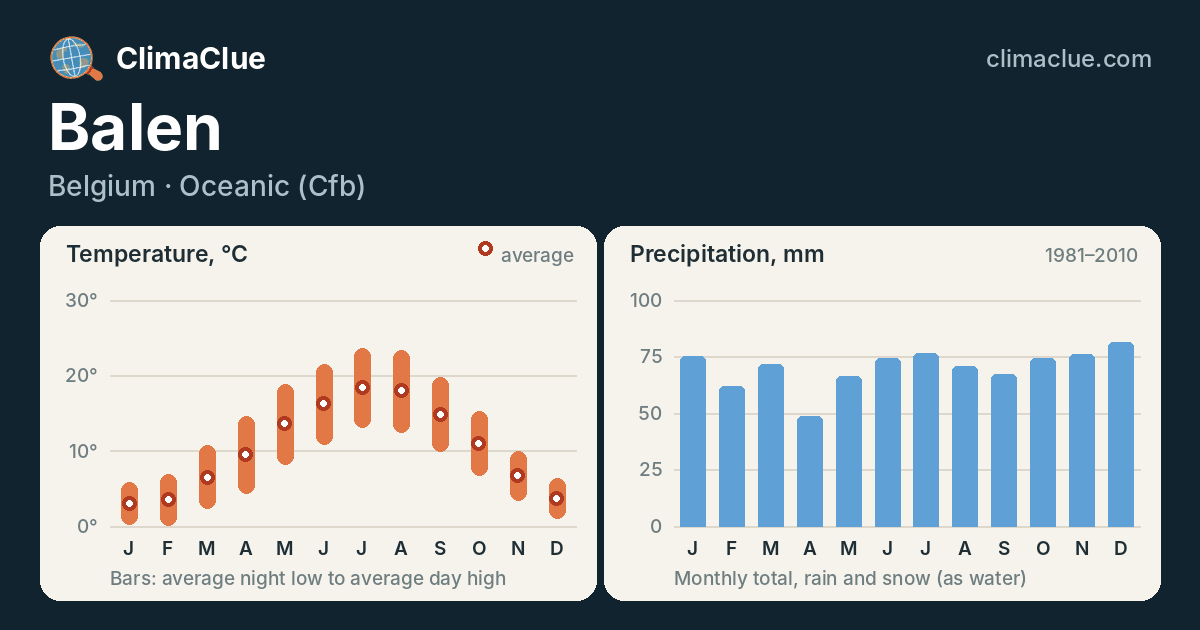 ClimaClue
climaclue.com
Balen
Belgium · Oceanic (Cfb)
Temperature, °C
average
30°
20°
10°
0°
J F M A M J J A S O N D
Bars: average night low to average day high
Precipitation, mm
1981–2010
100
75
50
25
0
J F M A M J J A S O N D
Monthly total, rain and snow (as water)